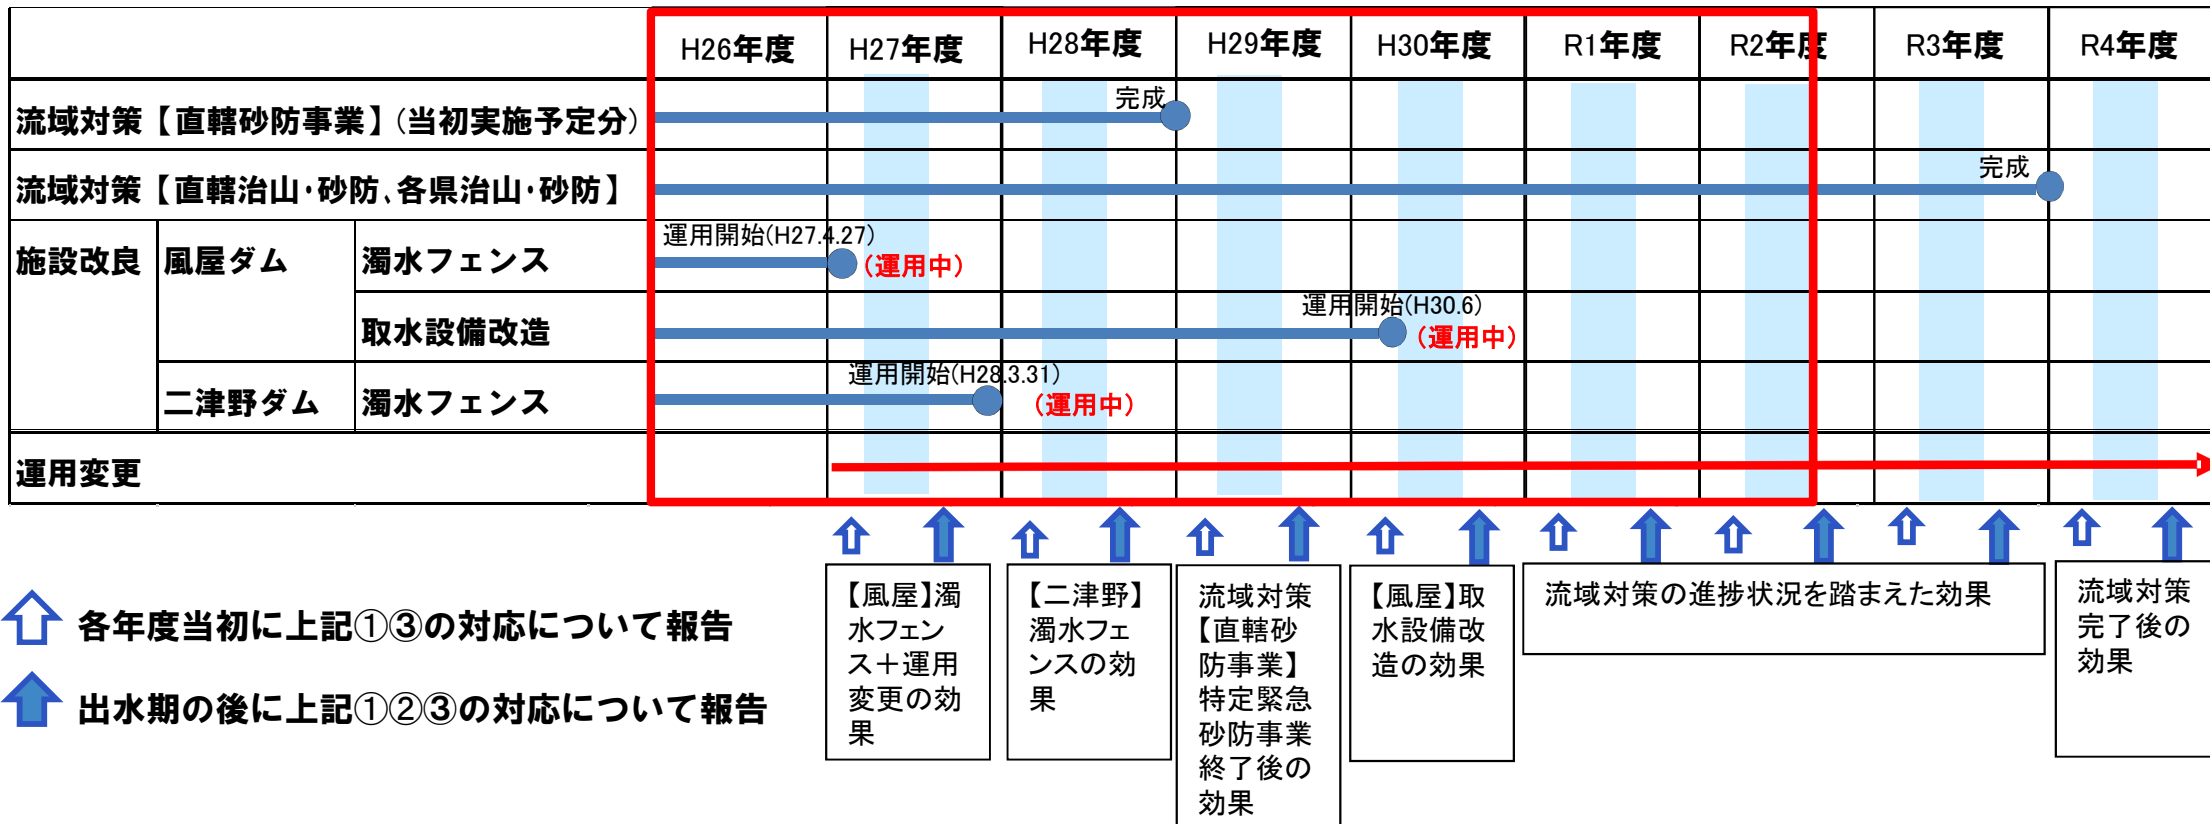 H26年度 H27年度 H28年度 H29年度 H30年度 R1年度 R2年度 R3年度 R4年度
流域対策【直轄砂防事業】(当初実施予定分) 完成
流域対策【直轄治山・砂防、各県治山・砂防】 完成
運用開始(H27.4.27)
施設改良 風屋ダム 濁水フェンス (運用中)
運用開始(H30.6)
取水設備改造 (運用中)
運用開始(H28.3.31)
二津野ダム 濁水フェンス (運用中)
運用変更
【風屋】濁
水フェン
ス＋運用
変更の効
果
【二津野】
濁水フェ
ンスの効
果
流域対策
【直轄砂
防事業】
特定緊急
砂防事業
終了後の
効果
【風屋】取
水設備改
造の効果
流域対策の進捗状況を踏まえた効果
流域対策
完了後の
効果
各年度当初に上記①③の対応について報告
出水期の後に上記①②③の対応について報告